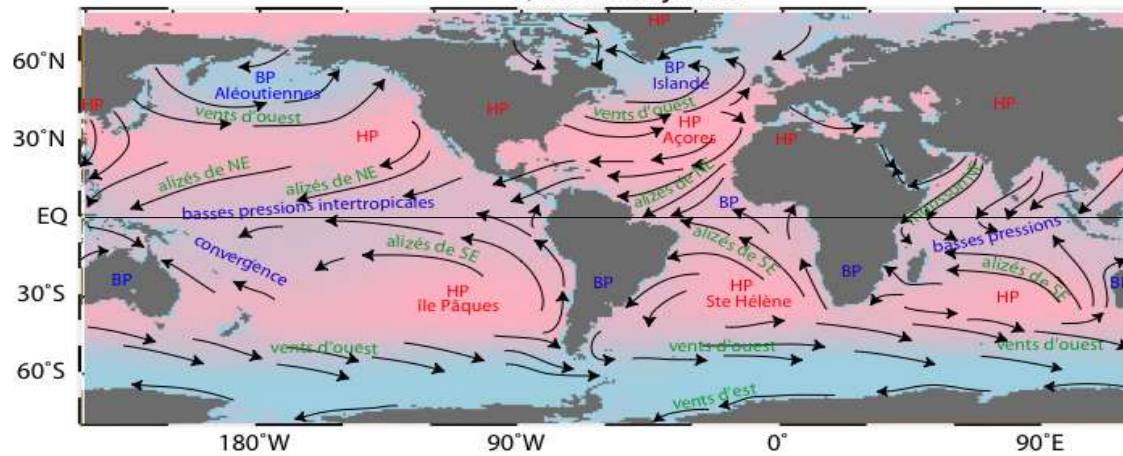 HP
60˚N
BP
Aléoutiennes
BP
Islande
HP
HP
HP
vents d'ouest
vents d'ouest
HP
Açores
HP
HP
30˚N
alizés de NE
alizés de NE
alizés de NE
BP
basses pressions intertropicales
EQ
basses pressions
convergence
alizés de SE
alizés de SE
alizés de SE
BP
BP
BP
30˚S
HP
île Pâques
HP
Ste Hélène
HP
vents d'ouest
vents d'ouest
vents d'ouest
60˚S
vents d'est
180˚W
90˚W
0˚
90˚E